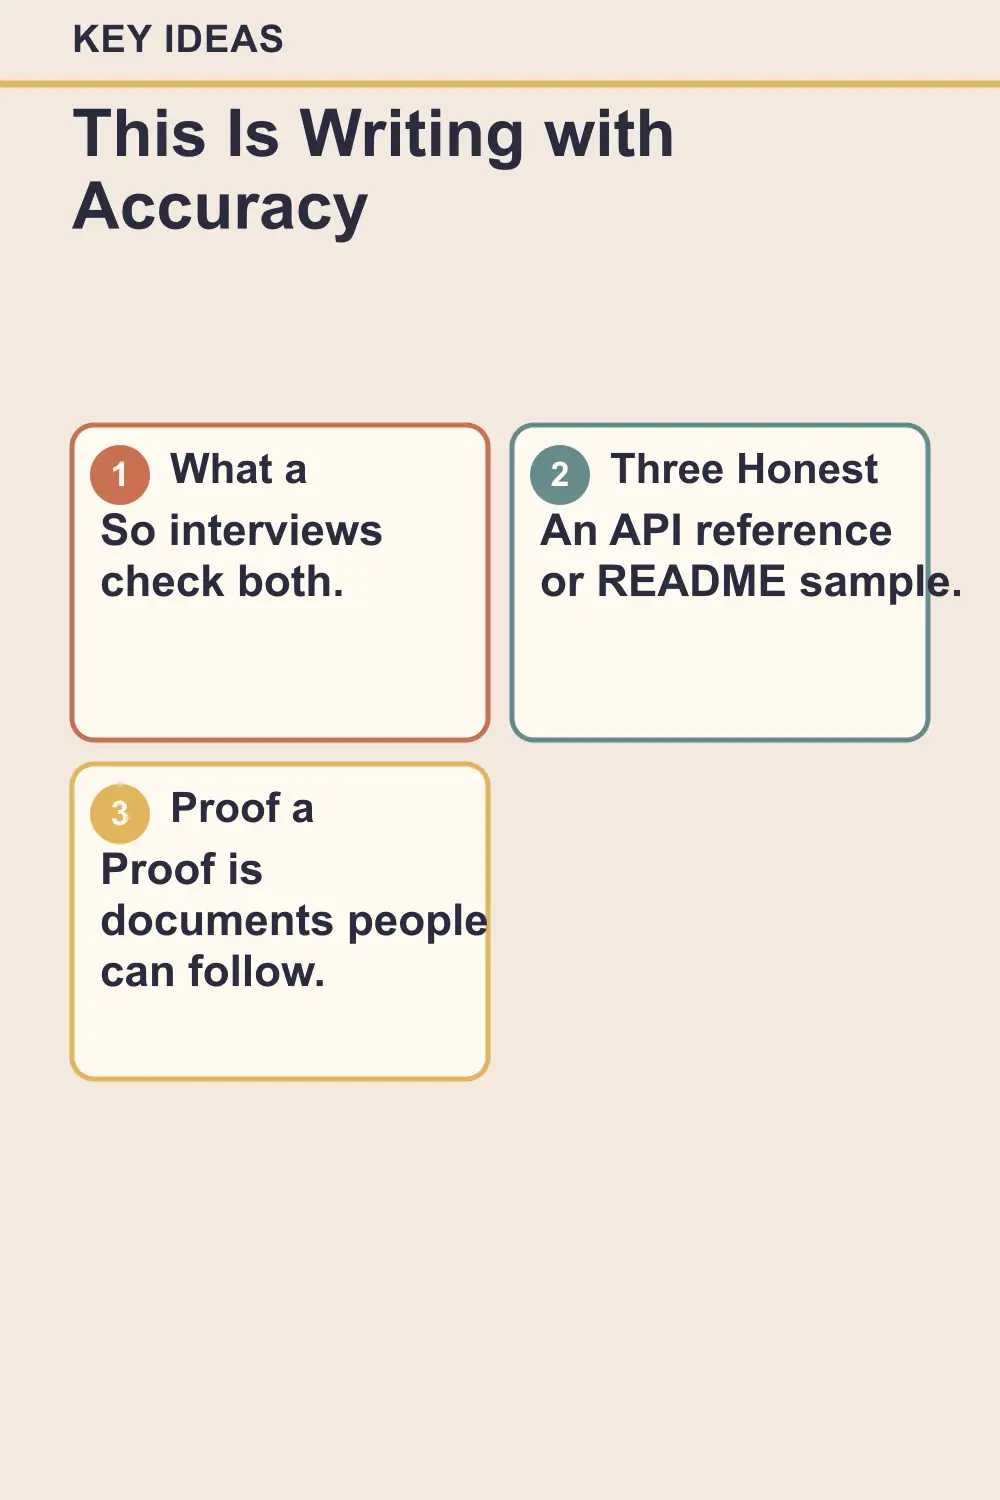 KEY IDEAS
This Is Writing with
Accuracy
1 What a
So interviews
check both.
2 Three Honest
An API reference
or README sample.
3 Proof a
Proof is
documents people
can follow.